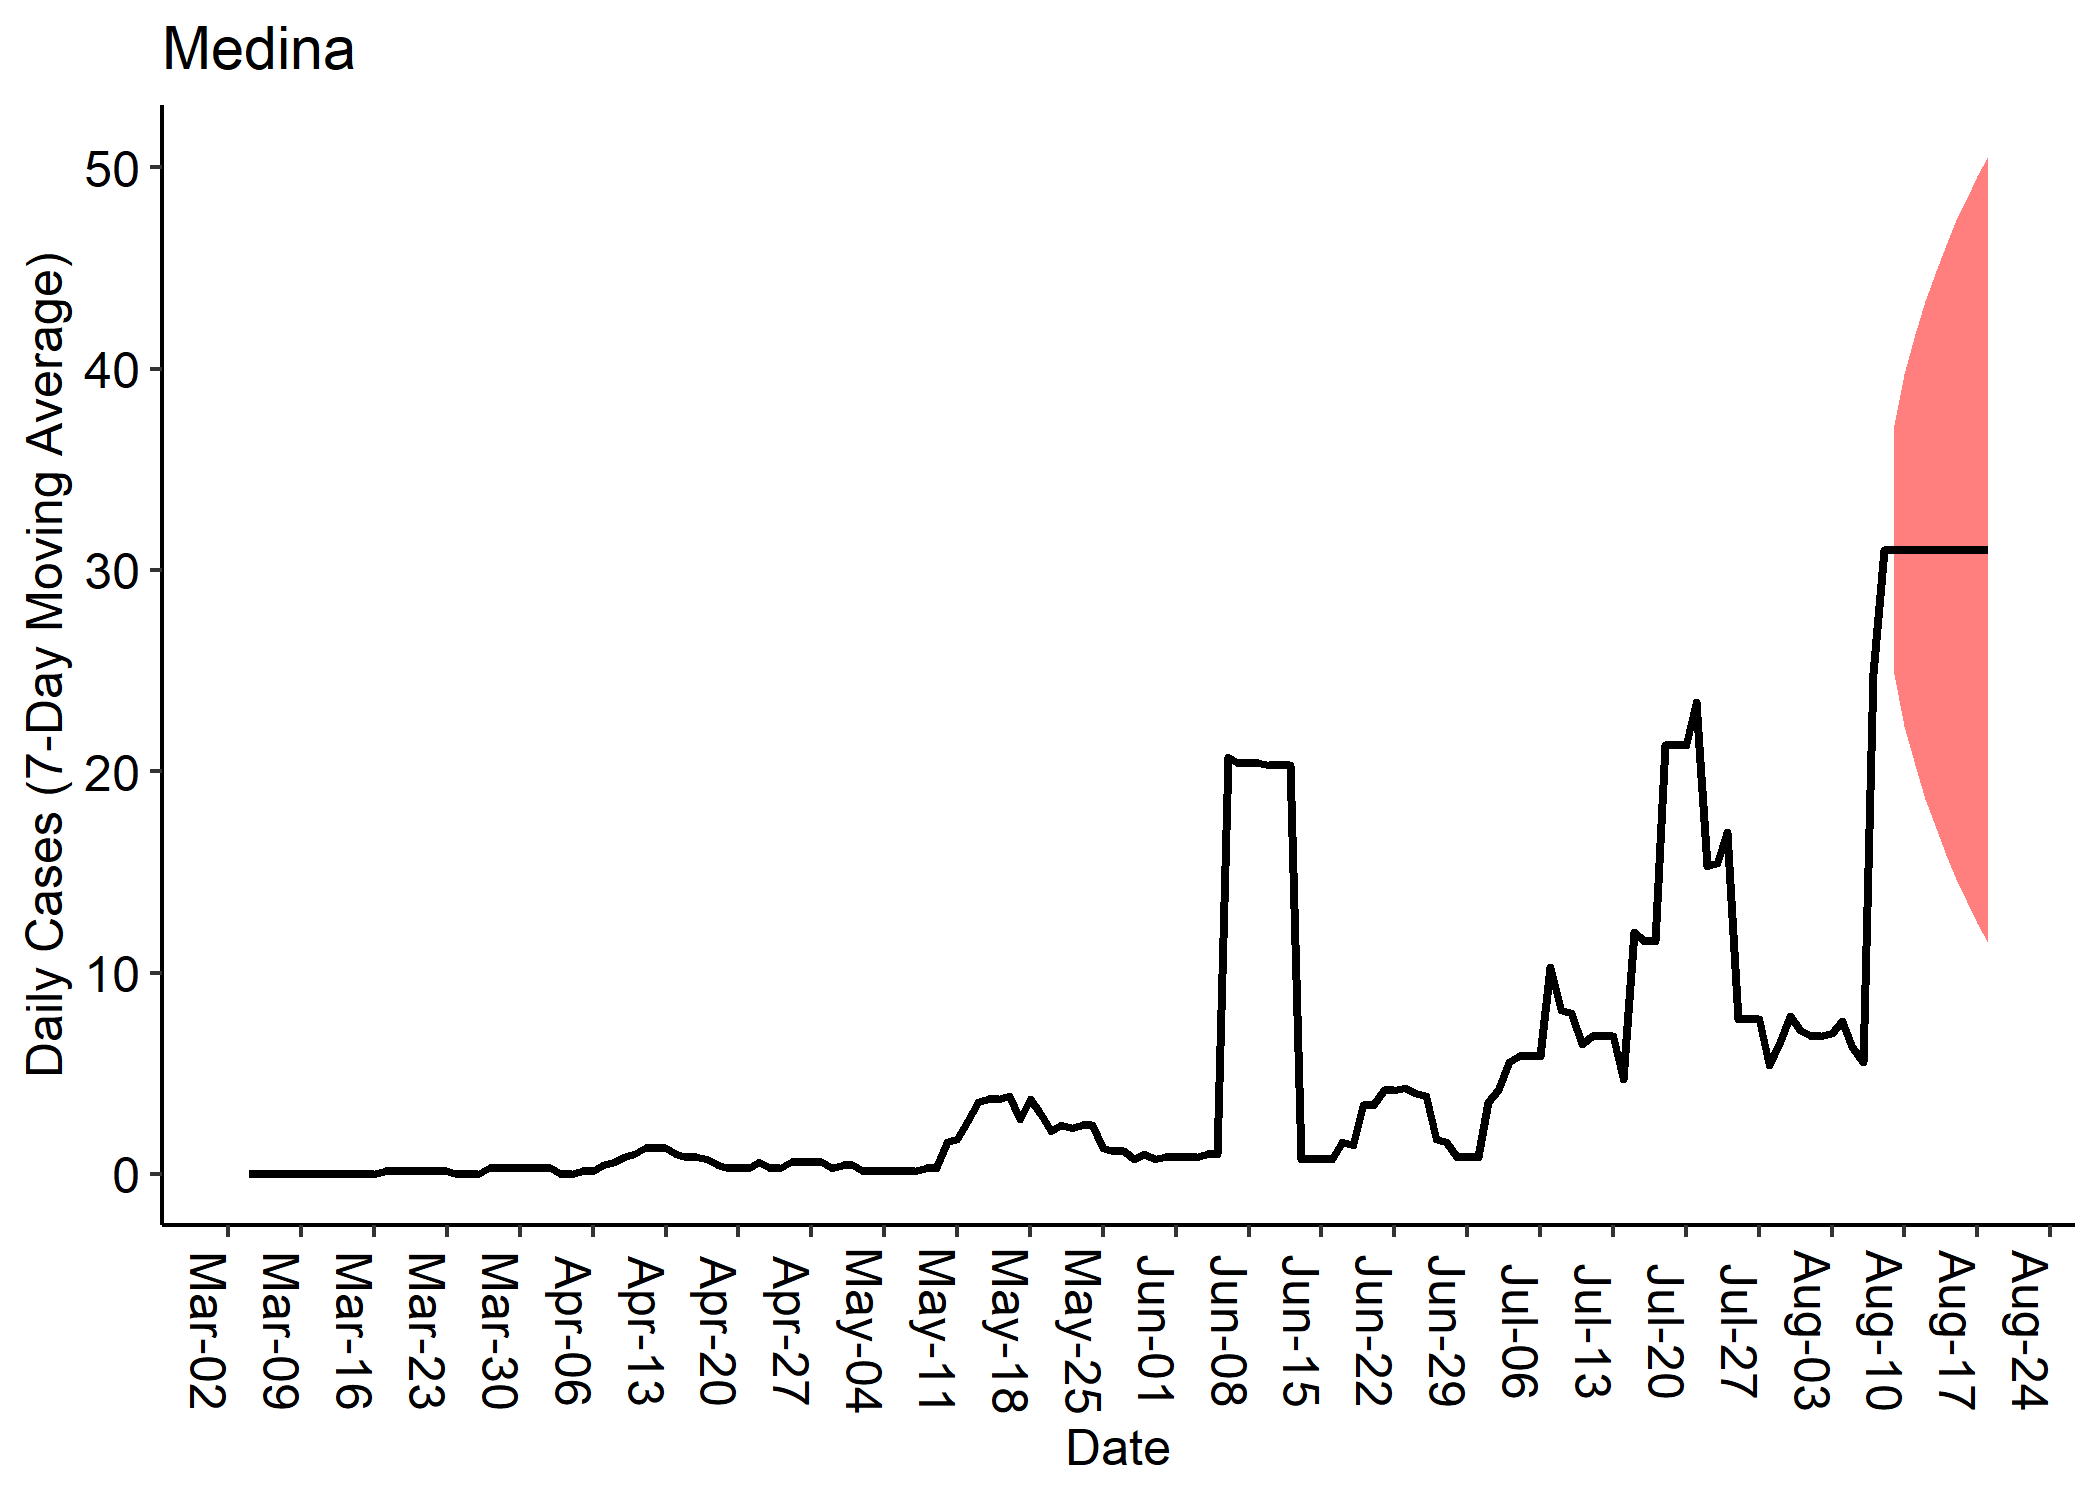 Medina
Daily Cases (7-Day Moving Average)
50
40
30
20
10
0
Mar-02
Mar-09
Mar-16
Mar-23
Mar-30
Apr-06
Apr-13
Apr-20
Apr-27
May-04
May-11
May-18
May-25
Jun-01
Jun-08
Jun-15
Jun-22
Jun-29
Jul-06
Jul-13
Jul-20
Jul-27
Aug-03
Aug-10
Aug-17
Aug-24
Date